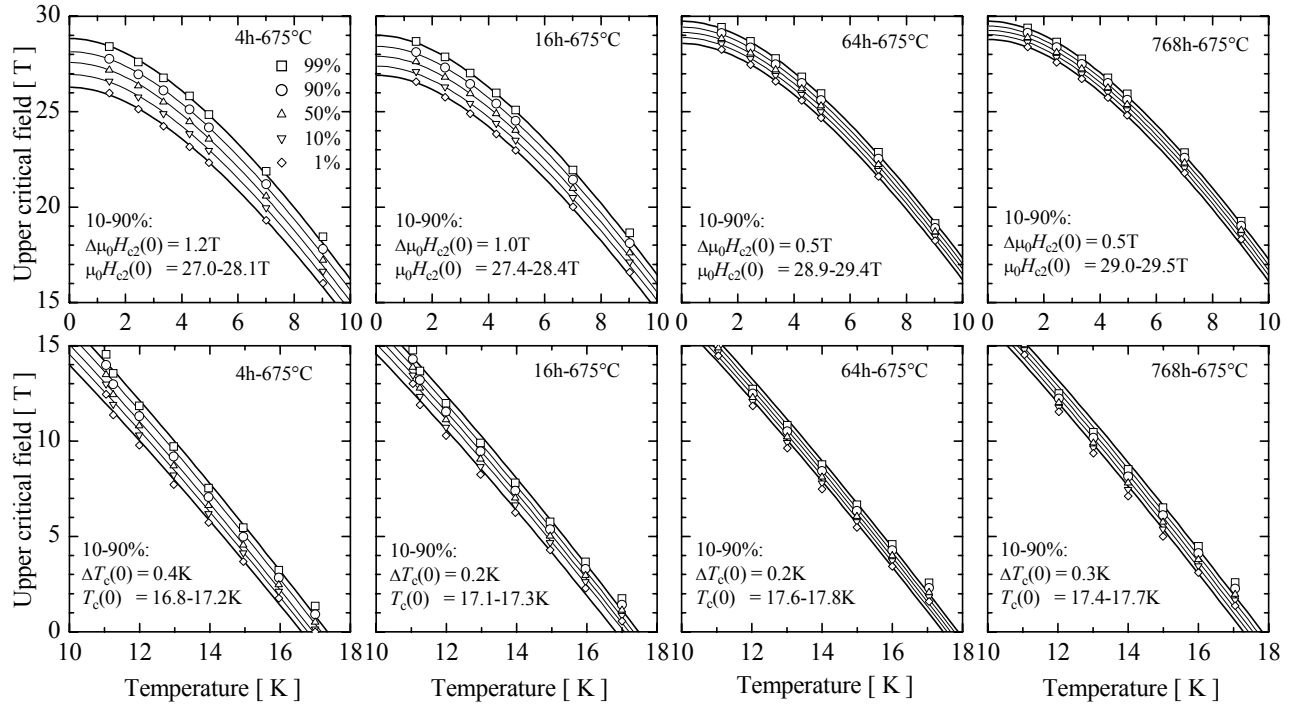 Upper critical field [ T ]
30
25
20
15
4h-675°C
99%
90%
50%
10%
1%
10-90%:
Δμ₀Hc2(0) = 1.2T
μ₀Hc2(0) = 27.0-28.1T
0 2 4 6 8 10
16h-675°C
10-90%:
Δμ₀Hc2(0) = 1.0T
μ₀Hc2(0) = 27.4-28.4T
0 2 4 6 8 10
64h-675°C
10-90%:
Δμ₀Hc2(0) = 0.5T
μ₀Hc2(0) = 28.9-29.4T
0 2 4 6 8 10
768h-675°C
10-90%:
Δμ₀Hc2(0) = 0.5T
μ₀Hc2(0) = 29.0-29.5T
0 2 4 6 8 10
Upper critical field [ T ]
15
10
5
0
4h-675°C
10-90%:
ΔTc(0) = 0.4K
Tc(0) = 16.8-17.2K
10 12 14 16 18
Temperature [ K ]
16h-675°C
10-90%:
ΔTc(0) = 0.2K
Tc(0) = 17.1-17.3K
10 12 14 16 18
Temperature [ K ]
64h-675°C
10-90%:
ΔTc(0) = 0.2K
Tc(0) = 17.6-17.8K
10 12 14 16 18
Temperature [ K ]
768h-675°C
10-90%:
ΔTc(0) = 0.3K
Tc(0) = 17.4-17.7K
10 12 14 16 18
Temperature [ K ]